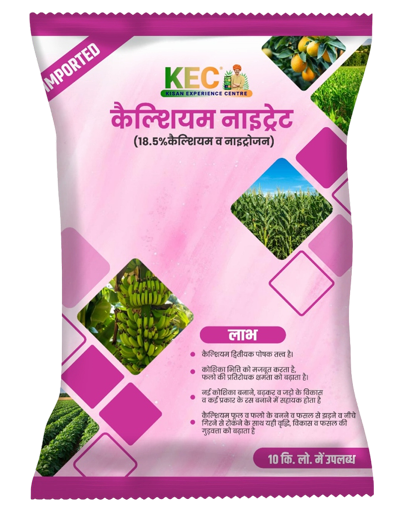 IMPORTED
KEC
KISAN EXPERIENCE CENTRE
कैल्शियम नाइट्रेट
(18.5%कैल्शियम व नाइट्रोजन)
लाभ
कैल्शियम द्वितीयक पोषक तत्व है।
कोशिका भित्ति को मजबूत करता है,
फलो की प्रतिरोधक क्षमता को बढ़ाता है।
नई कोशिका बनाने, बढ़कर व जड़ो के विकास
व कई प्रकार के रस बनाने में सहायक होता है
कैल्शियम फुल व फलो के बनने व फसल से झड़ने व नीचे
गिरने से रोकने के साथ यही वृद्धि, विकास व फसल की
गुणवत्ता को बढ़ाता है
10 कि. लो. में उपलब्ध